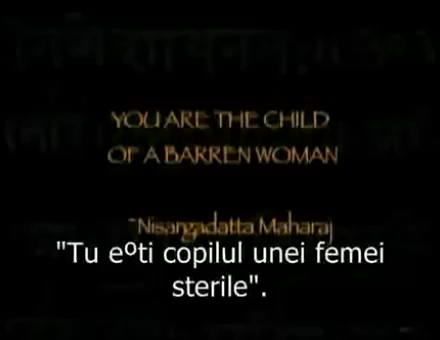 YOU ARE THE CHILD
OF A BARREN WOMAN
~Nisargadatta Maharaj
"Tu eºti copilul unei femei
sterile".